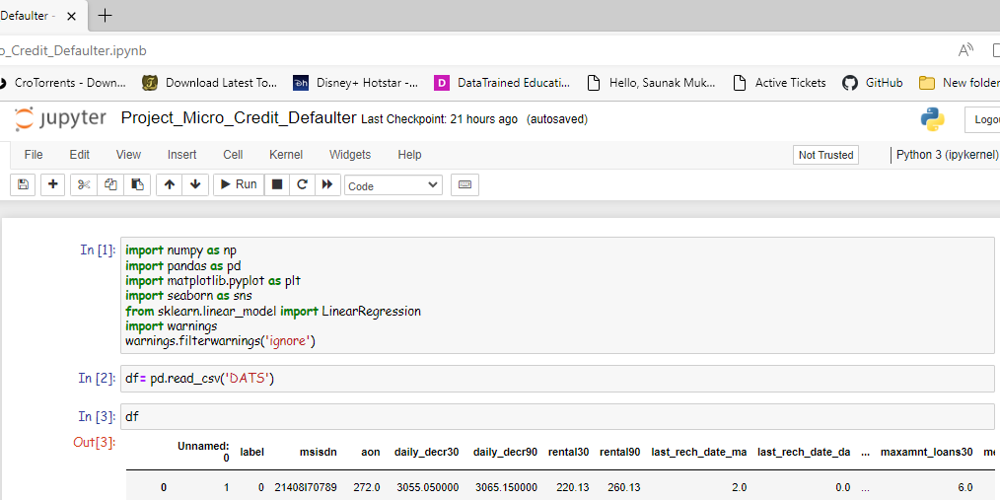 Defaulter -
o_Credit_Defaulter.ipynb
CroTorrents - Down... Download Latest To... Disney+ Hotstar -... D DataTrained Educati... Hello, Saunak Muk... Active Tickets GitHub New folder
jupyter Project_Micro_Credit_Defaulter Last Checkpoint: 21 hours ago (autosaved) Logou
File Edit View Insert Cell Kernel Widgets Help Not Trusted Python 3 (ipykernel)
Run Code
In [1]: import numpy as np
import pandas as pd
import matplotlib.pyplot as plt
import seaborn as sns
from sklearn.linear_model import LinearRegression
import warnings
warnings.filterwarnings('ignore')
In [2]: df= pd.read_csv('DATS')
In [3]: df
Out[3]:
Unnamed: 0 label msisdn aon daily_decr30 daily_decr90 rental30 rental90 last_rech_date_ma last_rech_date_da ... maxamnt_loans30 me
0 1 0 21408I70789 272.0 3055.050000 3065.150000 220.13 260.13 2.0 0.0 ... 6.0